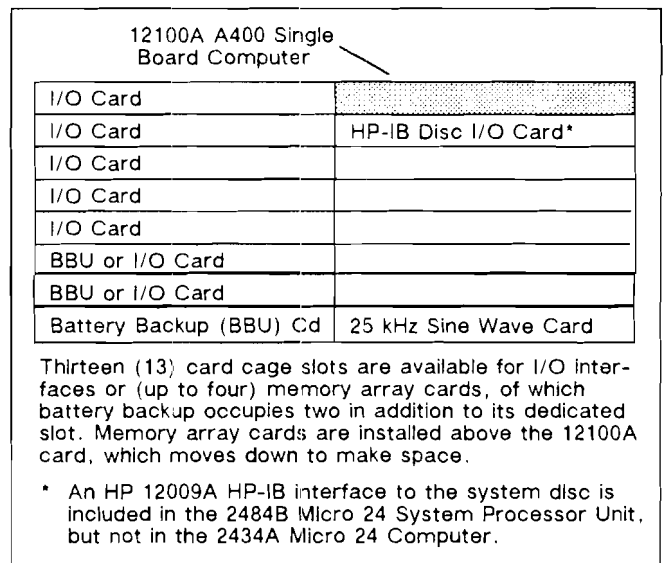 12100A A400 Single
Board Computer
I/O Card
I/O Card HP-IB Disc I/O Card*
I/O Card
I/O Card
I/O Card
BBU or I/O Card
BBU or I/O Card
Battery Backup (BBU) Cd 25 kHz Sine Wave Card
Thirteen (13) card cage slots are available for I/O inter-
faces or (up to four) memory array cards, of which
battery backup occupies two in addition to its dedicated
slot. Memory array cards are installed above the 12100A
card, which moves down to make space.
* An HP 12009A HP-IB interface to the system disc is
included in the 2484B Micro 24 System Processor Unit,
but not in the 2434A Micro 24 Computer.